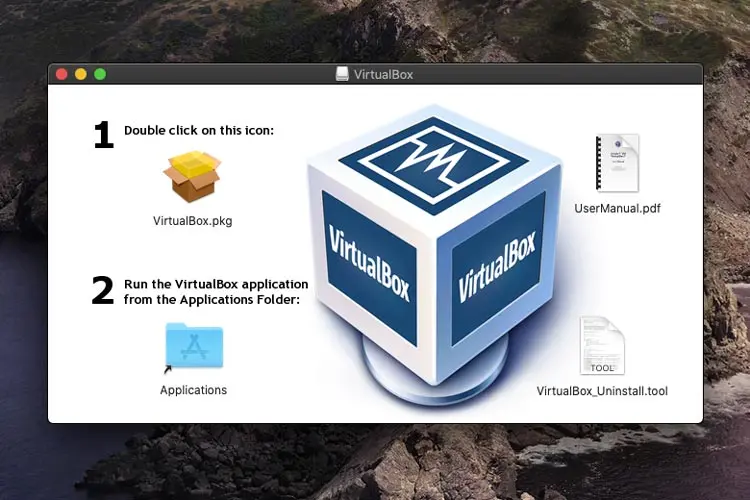 VirtualBox
1 Double click on this icon:
VirtualBox.pkg
2 Run the VirtualBox application
from the Applications Folder:
Applications
VirtualBox
VirtualBox
UserManual.pdf
TOOL
VirtualBox_Uninstall.tool